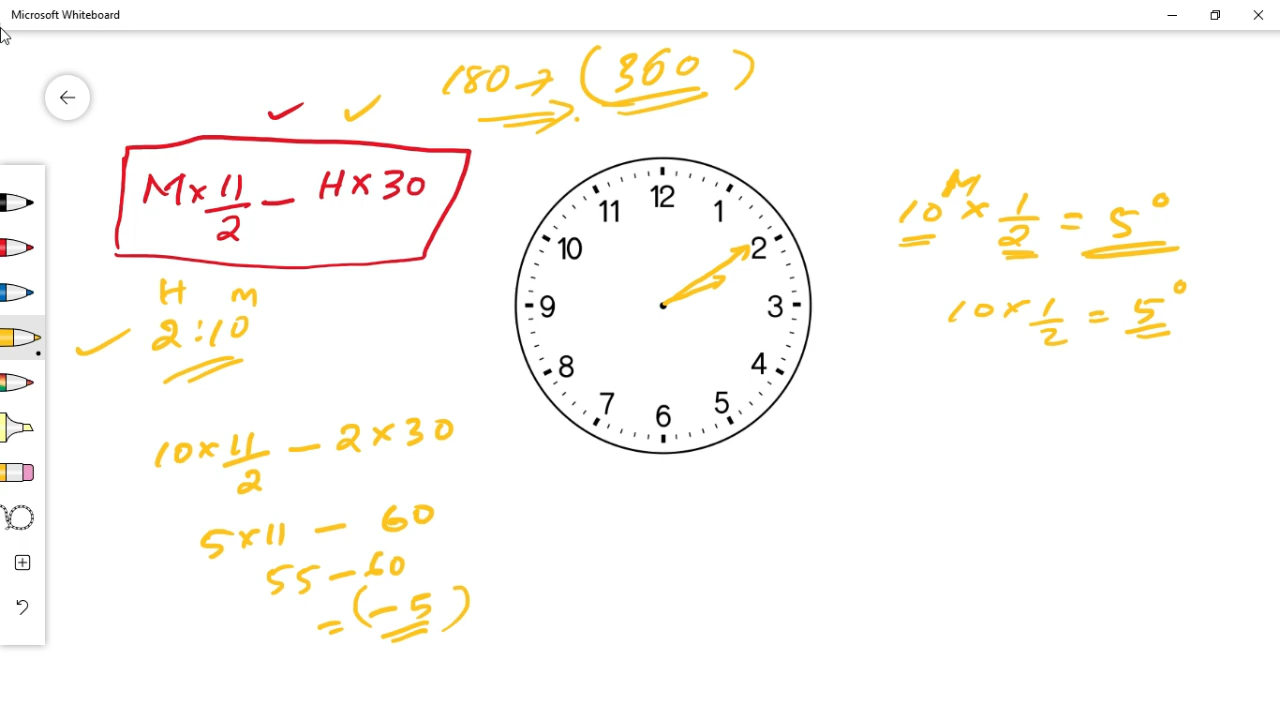 Microsoft Whiteboard
180 → (360)
M × 11/2 - H × 30
H M
2:10
10 × 11/2 - 2 × 30
5 × 11 - 60
55 - 60
= (-5)
12
1
2
3
4
5
6
7
8
9
10
11
M
10 × 1/2 = 5°
10 × 1/2 = 5°